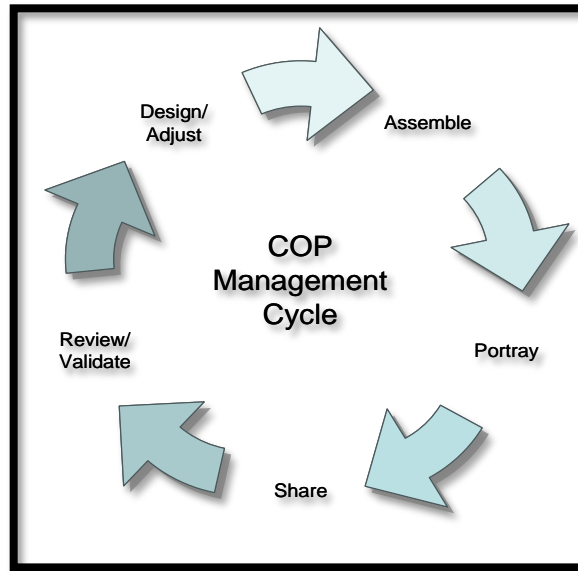 Design/
Adjust
Assemble
COP
Management
Cycle
Review/
Validate
Portray
Share